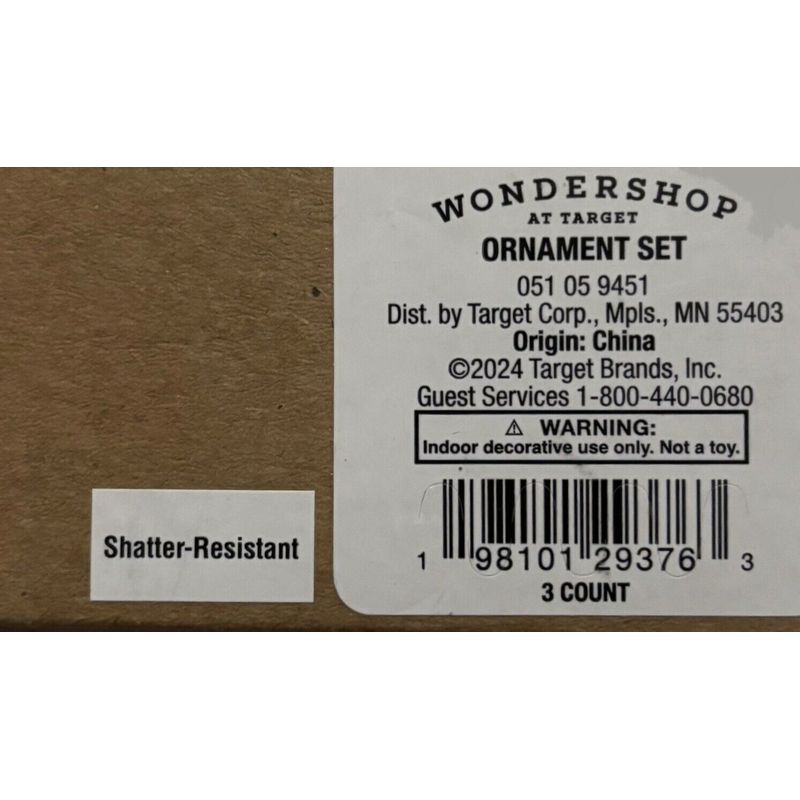 WONDERSHOP
AT TARGET
ORNAMENT SET
051 05 9451
Dist. by Target Corp., Mpls., MN 55403
Origin: China
©2024 Target Brands, Inc.
Guest Services 1-800-440-0680
⚠ WARNING:
Indoor decorative use only. Not a toy.
1 98101 29376 3
3 COUNT
Shatter-Resistant